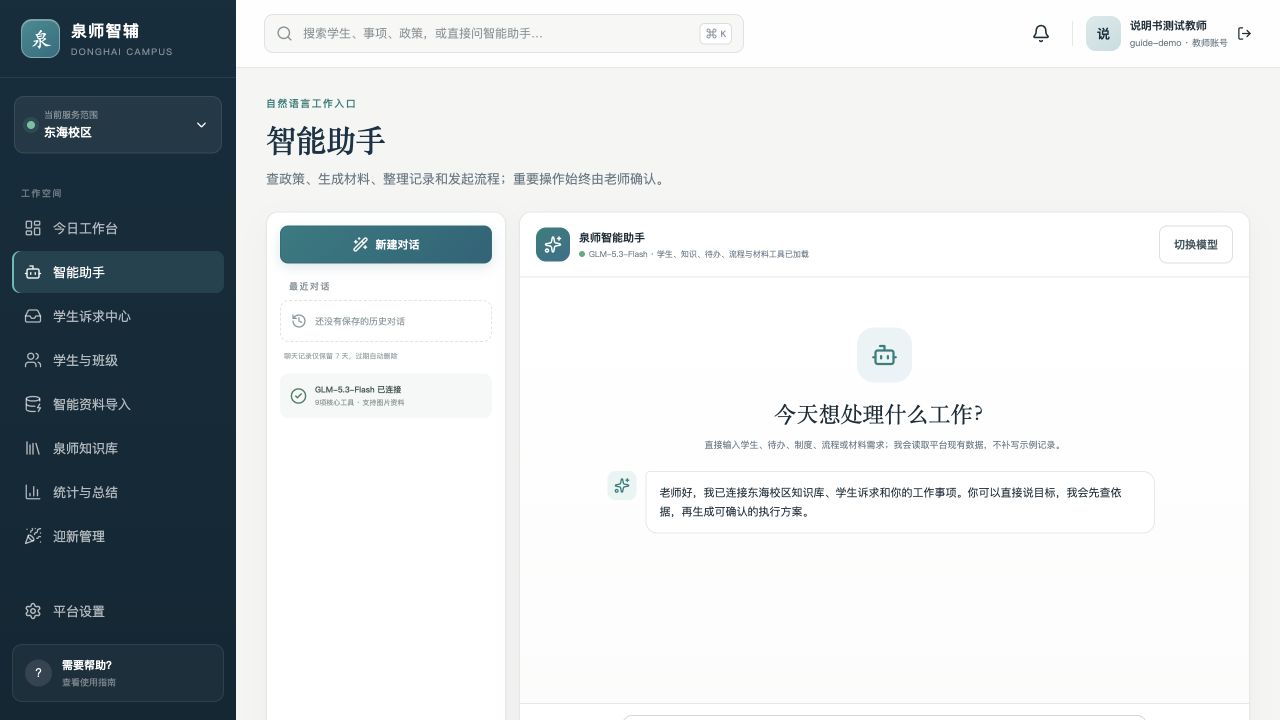 泉
泉师智辅
DONGHAI CAMPUS
当前服务范围
东海校区
工作空间
今日工作台
智能助手
学生诉求中心
学生与班级
智能资料导入
泉师知识库
统计与总结
迎新管理
平台设置
?
需要帮助?
查看使用指南
搜索学生、事项、政策，或直接问智能助手...
⌘ K
说
说明书测试教师
guide-demo · 教师账号
自然语言工作入口
智能助手
查政策、生成材料、整理记录和发起流程；重要操作始终由老师确认。
新建对话
最近对话
还没有保存的历史对话
聊天记录仅保留 7 天，过期自动删除
GLM-5.3-Flash 已连接
9项核心工具 · 支持图片资料
泉师智能助手
GLM-5.3-Flash · 学生、知识、待办、流程与材料工具已加载
切换模型
今天想处理什么工作?
直接输入学生、待办、制度、流程或材料需求；我会读取平台现有数据，不补写示例记录。
老师好，我已连接东海校区知识库、学生诉求和你的工作事项。你可以直接说目标，我会先查依
据，再生成可确认的执行方案。